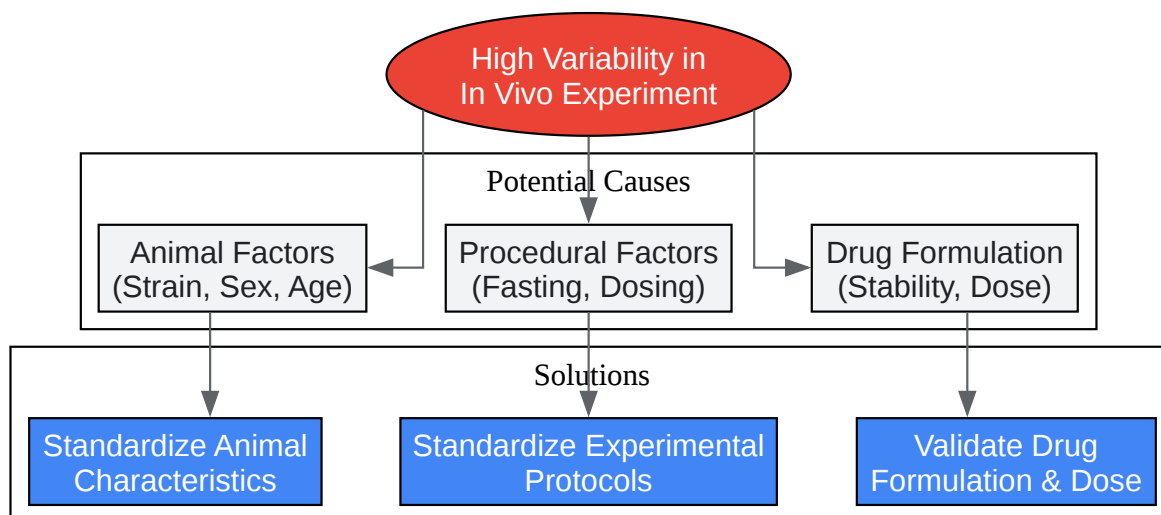 High Variability in
In Vivo Experiment
Potential Causes
Animal Factors
(Strain, Sex, Age)
Procedural Factors
(Fasting, Dosing)
Drug Formulation
(Stability, Dose)
Solutions
Standardize Animal
Characteristics
Standardize Experimental
Protocols
Validate Drug
Formulation & Dose